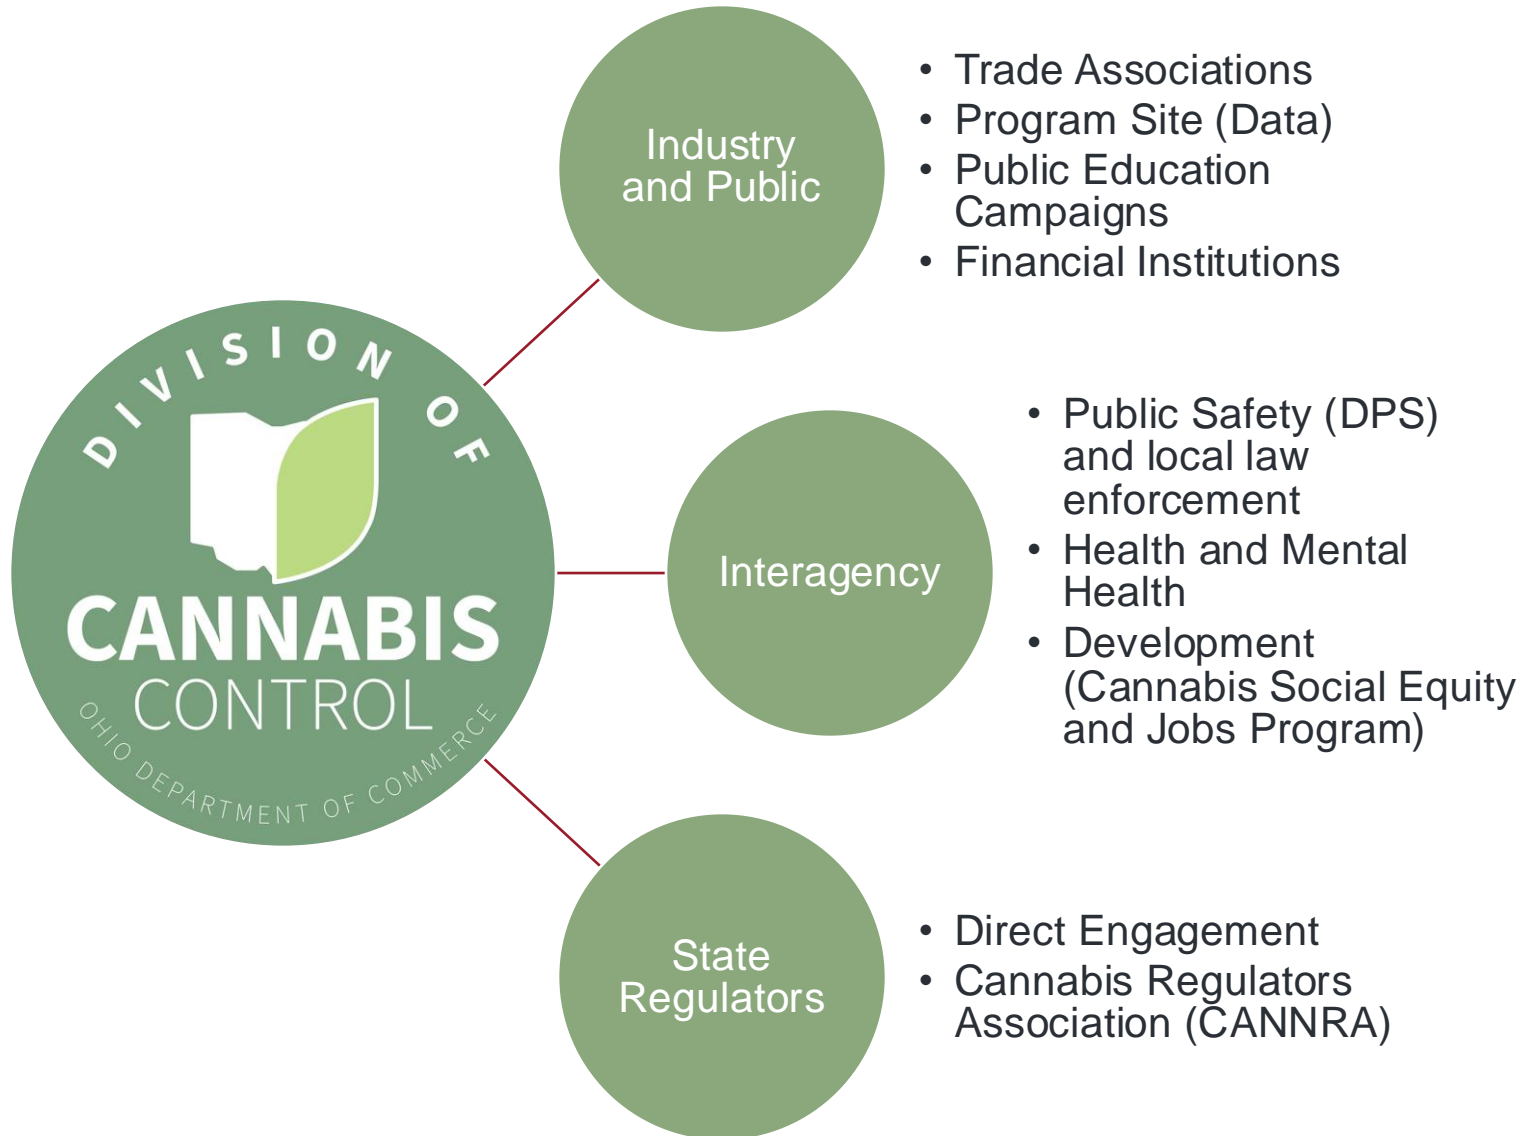 DIVISION OF
CANNABIS
CONTROL
OHIO DEPARTMENT OF COMMERCE
Industry
and Public
• Trade Associations
• Program Site (Data)
• Public Education
Campaigns
• Financial Institutions
Interagency
• Public Safety (DPS)
and local law
enforcement
• Health and Mental
Health
• Development
(Cannabis Social Equity
and Jobs Program)
State
Regulators
• Direct Engagement
• Cannabis Regulators
Association (CANNRA)